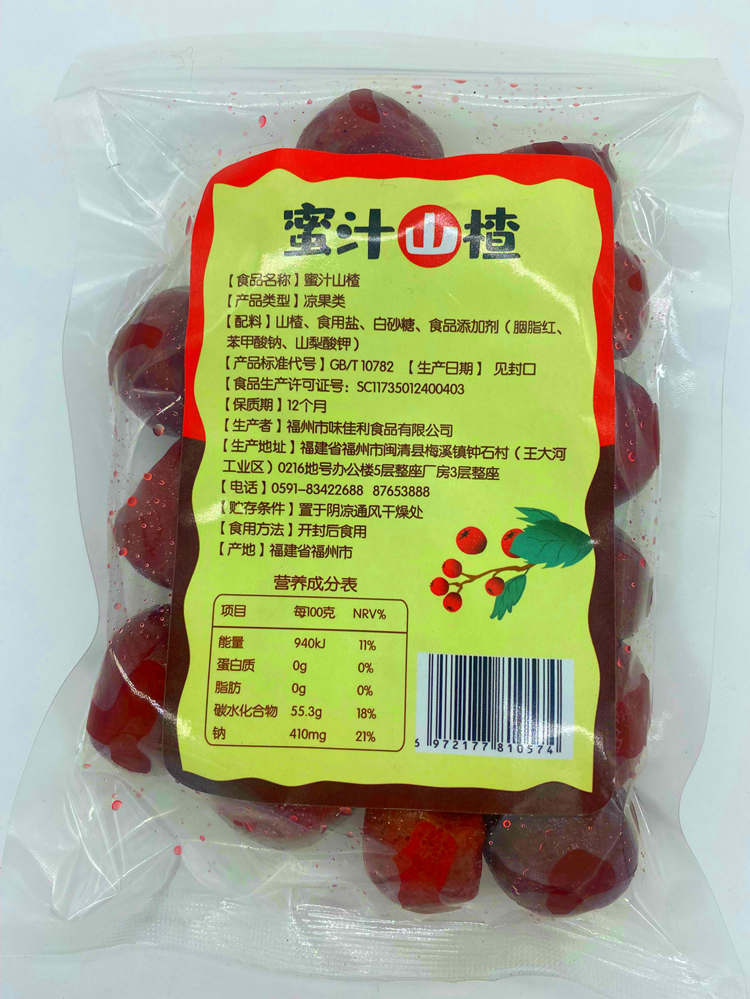 蜜汁山楂
【食品名称】蜜汁山楂
【产品类型】凉果类
【配料】山楂、食用盐、白砂糖、食品添加剂（胭脂红、
苯甲酸钠、山梨酸钾）
【产品标准代号】GB/T 10782 【生产日期】 见封口
【食品生产许可证号：SC11735012400403
【保质期】12个月
【生产者】福州市味佳利食品有限公司
【生产地址】福建省福州市闽清县梅溪镇钟石村（王大河
工业区）0216地号办公楼5层整座厂房3层整座
【电话】0591-83422688 87653888
【贮存条件】置于阴凉通风干燥处
【食用方法】开封后食用
【产地】福建省福州市
营养成分表
项目 每100克 NRV%
能量 940kJ 11%
蛋白质 0g 0%
脂肪 0g 0%
碳水化合物 55.3g 18%
钠 410mg 21%
6 972177 810574